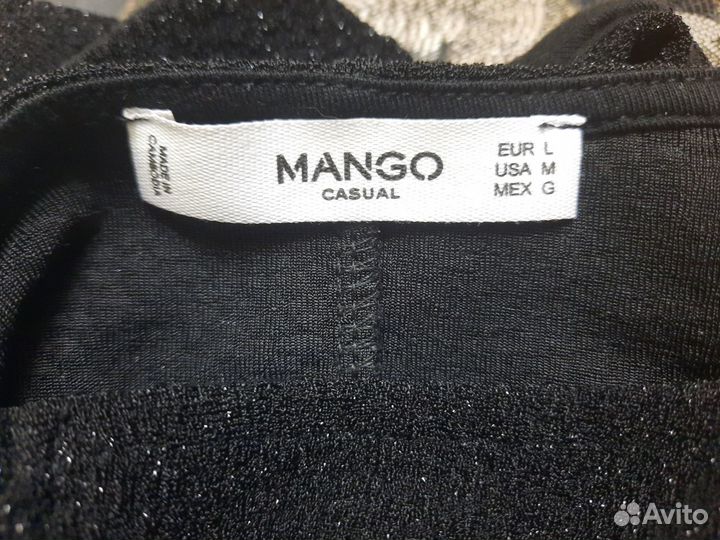 MADE IN
CAMBODIA
MANGO
CASUAL
EUR L
USA M
MEX G
Avito